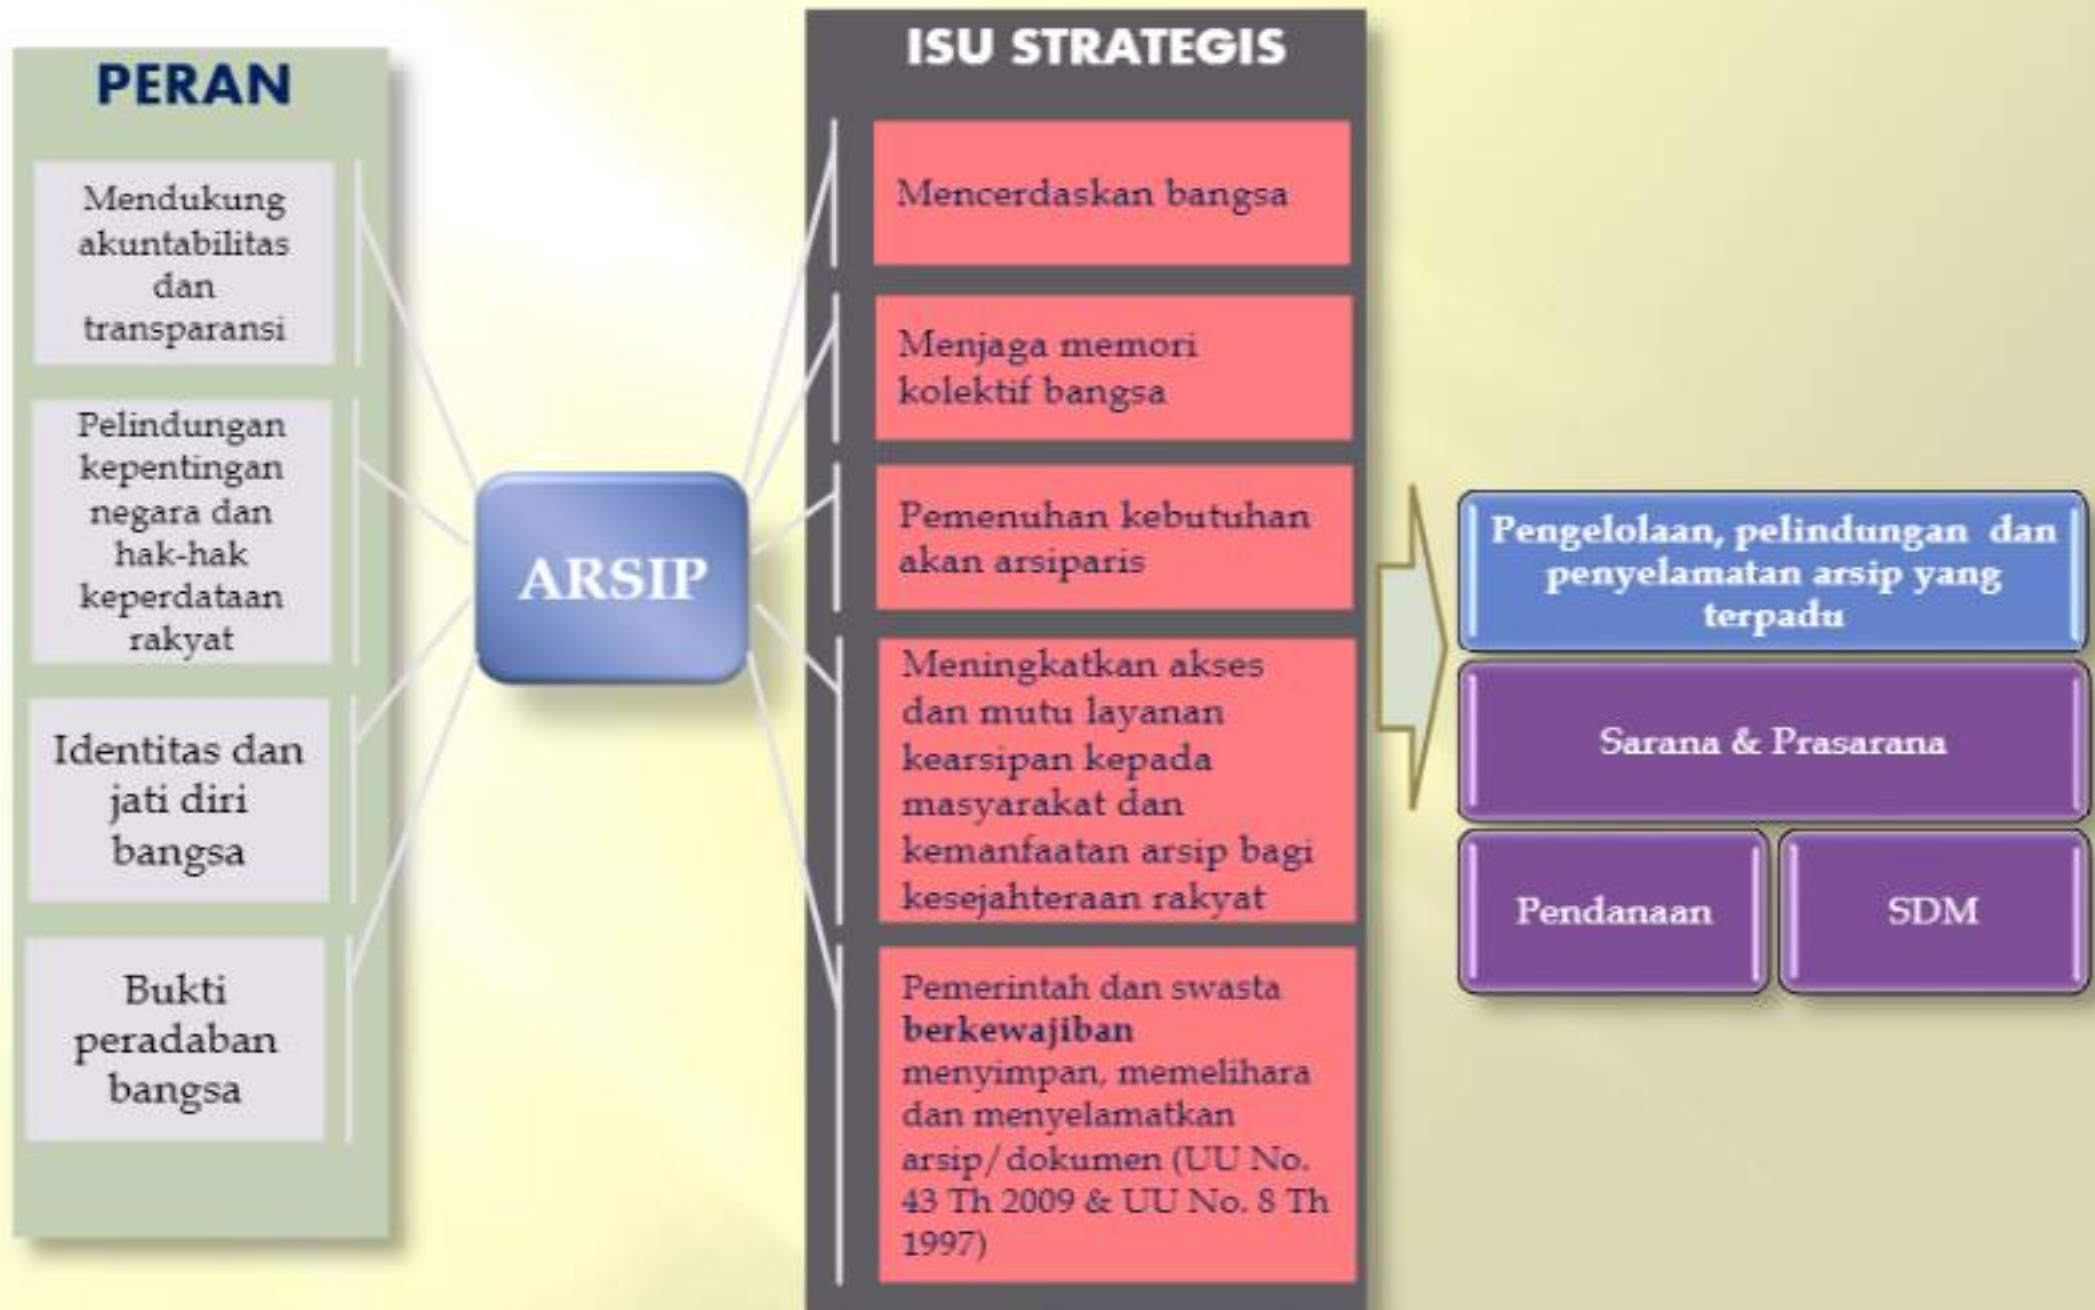 PERAN
Mendukung
akuntabilitas
dan
transparansi
Pelindungan
kepentingan
negara dan
hak-hak
keperdataan
rakyat
Identitas dan
jati diri
bangsa
Bukti
peradaban
bangsa
ARSIP
ISU STRATEGIS
Mencerdaskan bangsa
Menjaga memori
kolektif bangsa
Pemenuhan kebutuhan
akan arsiparis
Meningkatkan akses
dan mutu layanan
kearsipan kepada
masyarakat dan
kemanfaatan arsip bagi
kesejahteraan rakyat
Pemerintah dan swasta
berkewajiban
menyimpan, memelihara
dan menyelamatkan
arsip/dokumen (UU No.
43 Th 2009 & UU No. 8 Th
1997)
Pengelolaan, pelindungan dan
penyelamatan arsip yang
terpadu
Sarana & Prasarana
Pendanaan
SDM